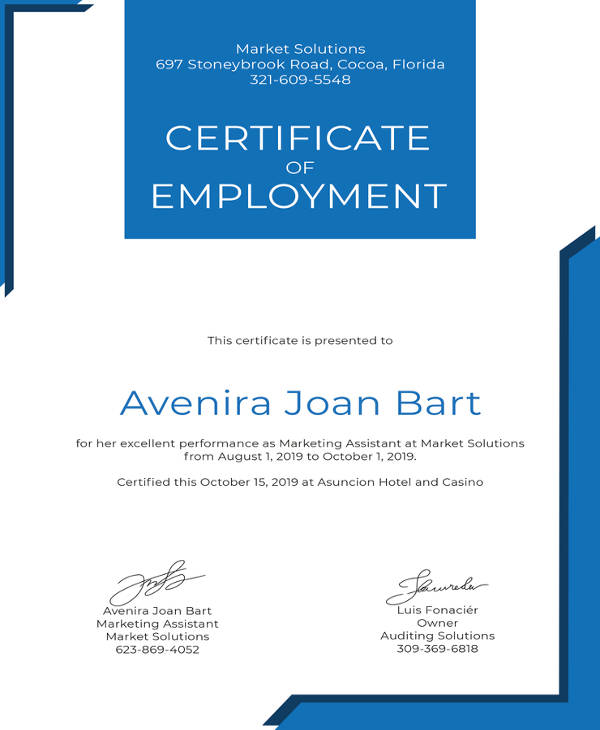 Market Solutions
697 Stoneybrook Road, Cocoa, Florida
321-609-5548
CERTIFICATE
OF
EMPLOYMENT
This certificate is presented to
Avenira Joan Bart
for her excellent performance as Marketing Assistant at Market Solutions
from August 1, 2019 to October 1, 2019.
Certified this October 15, 2019 at Asuncion Hotel and Casino
Avenira Joan Bart
Marketing Assistant
Market Solutions
623-869-4052
Luis Fonaciér
Owner
Auditing Solutions
309-369-6818